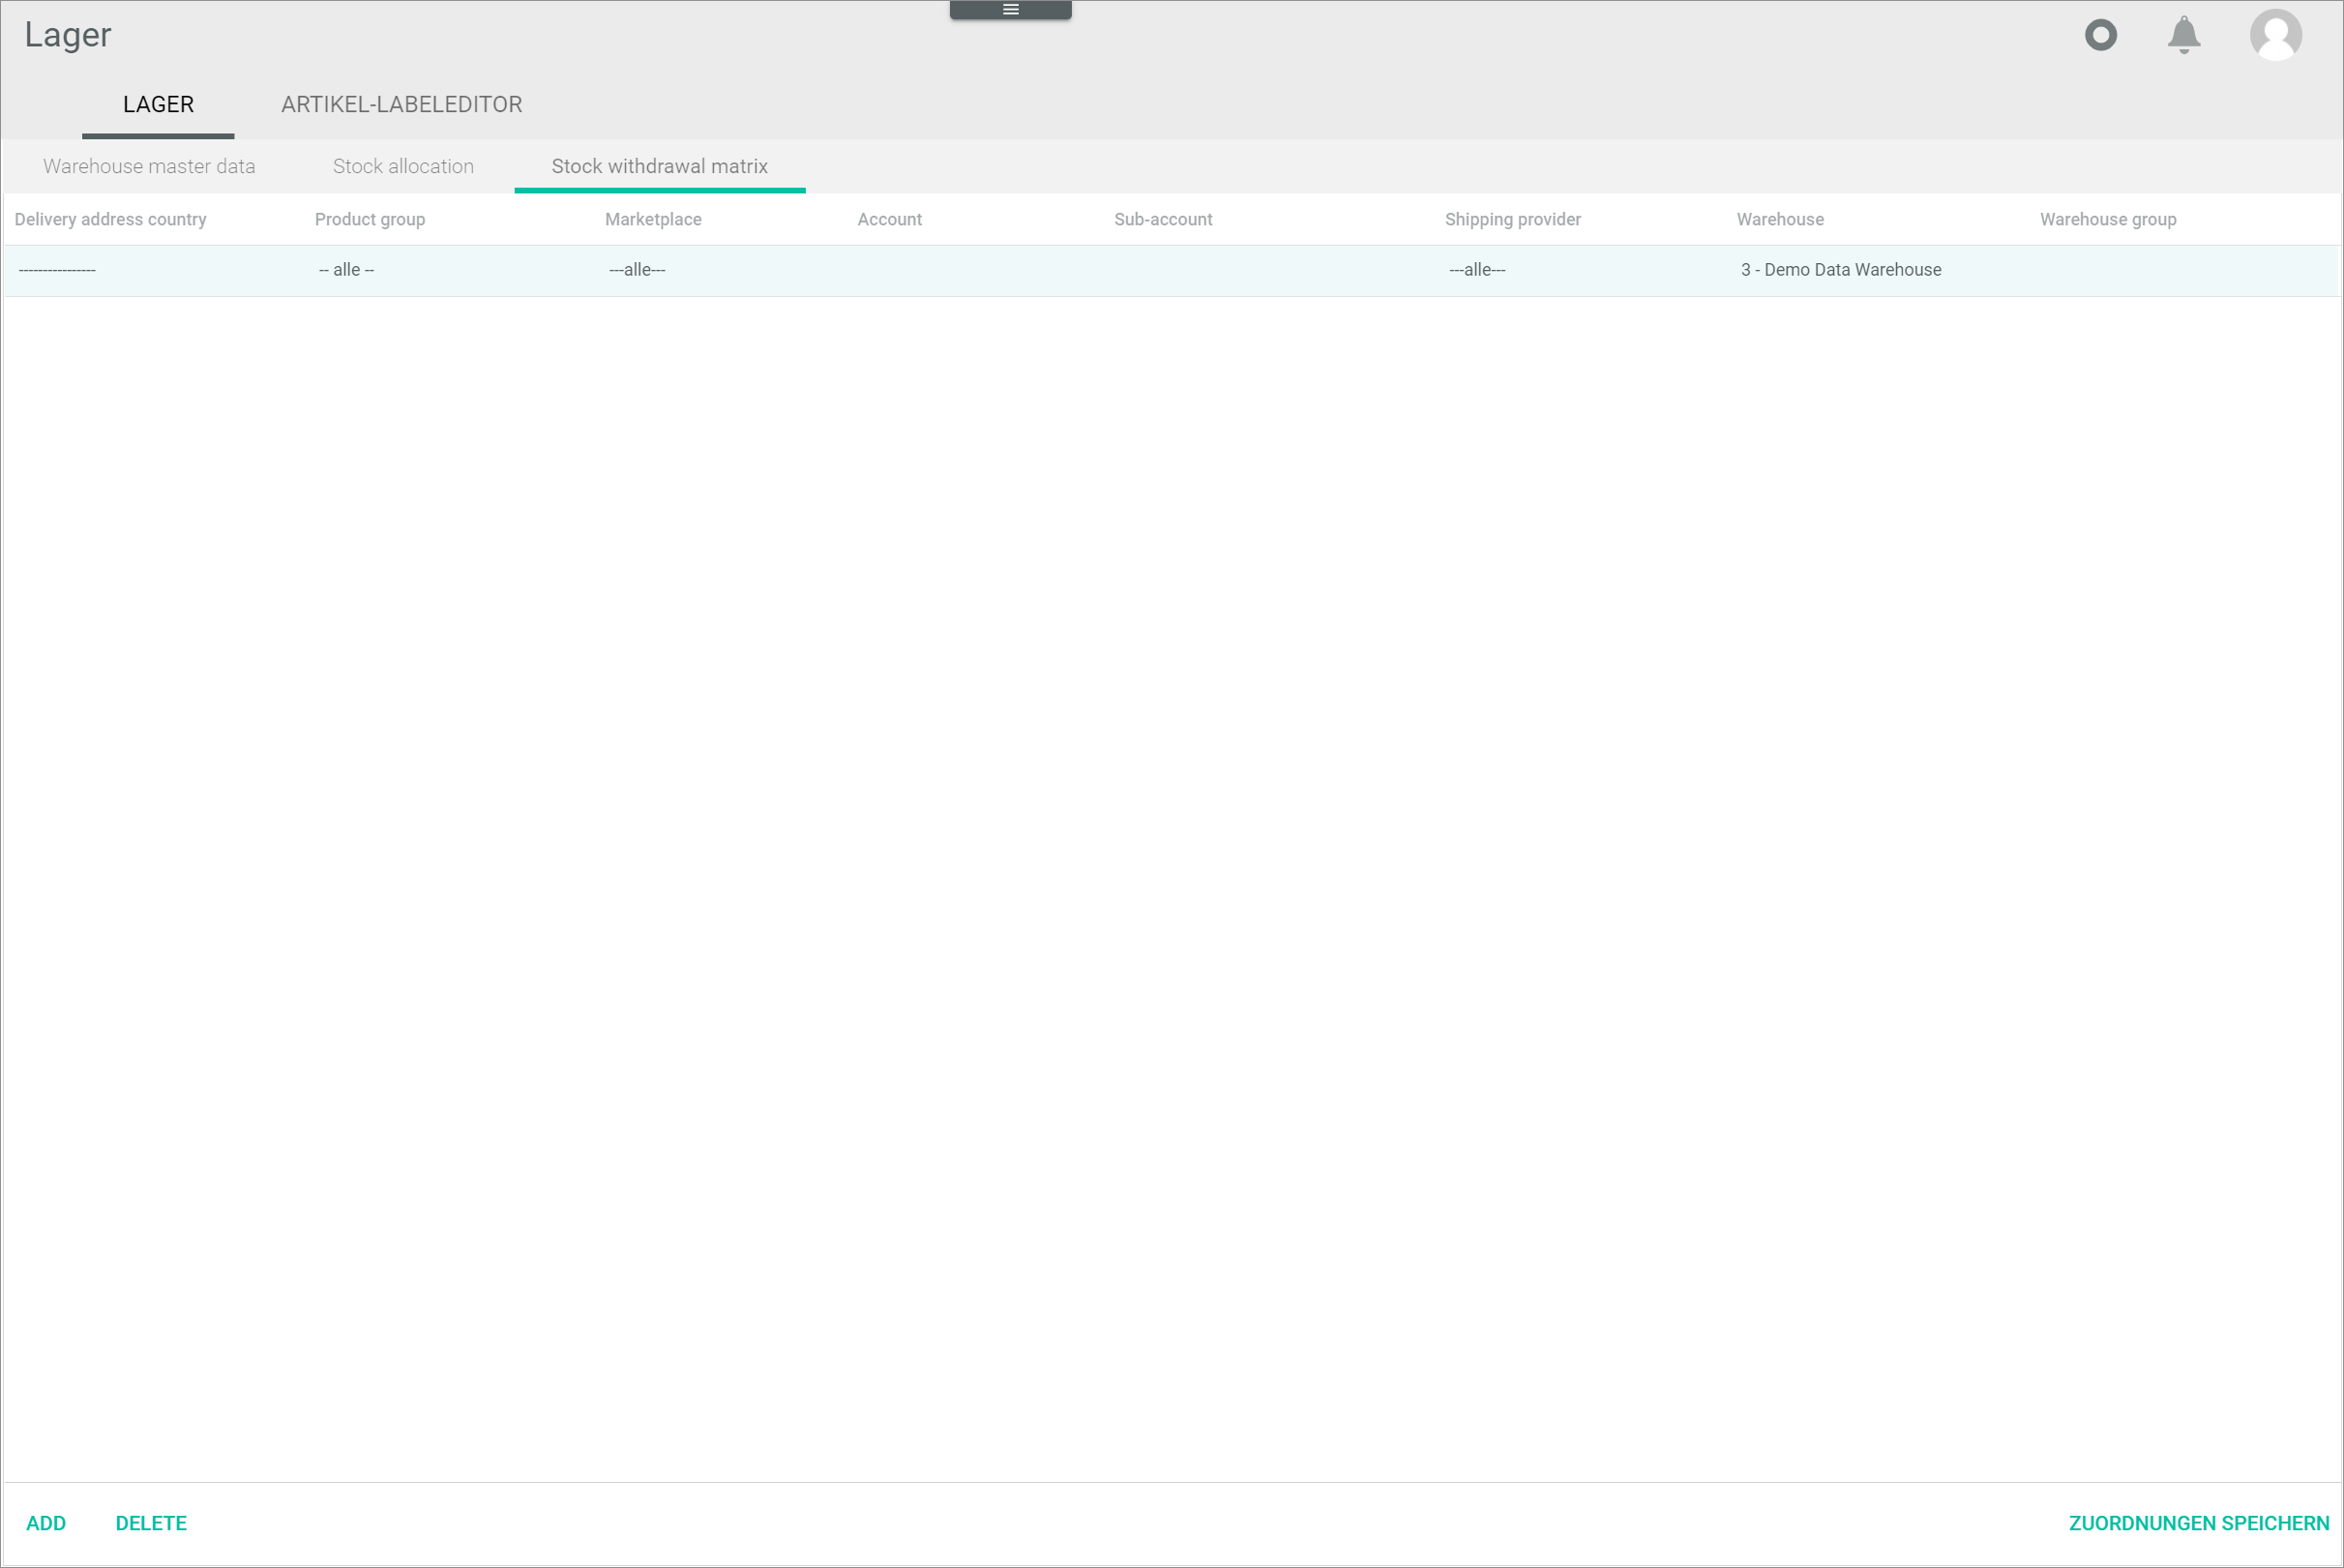 Lager
LAGER ARTIKEL-LABELEDITOR
Warehouse master data Stock allocation Stock withdrawal matrix
Delivery address country Product group Marketplace Account Sub-account Shipping provider Warehouse Warehouse group
---------------- -- alle -- ---alle--- ---alle--- 3 - Demo Data Warehouse
ADD DELETE ZUORDNUNGEN SPEICHERN